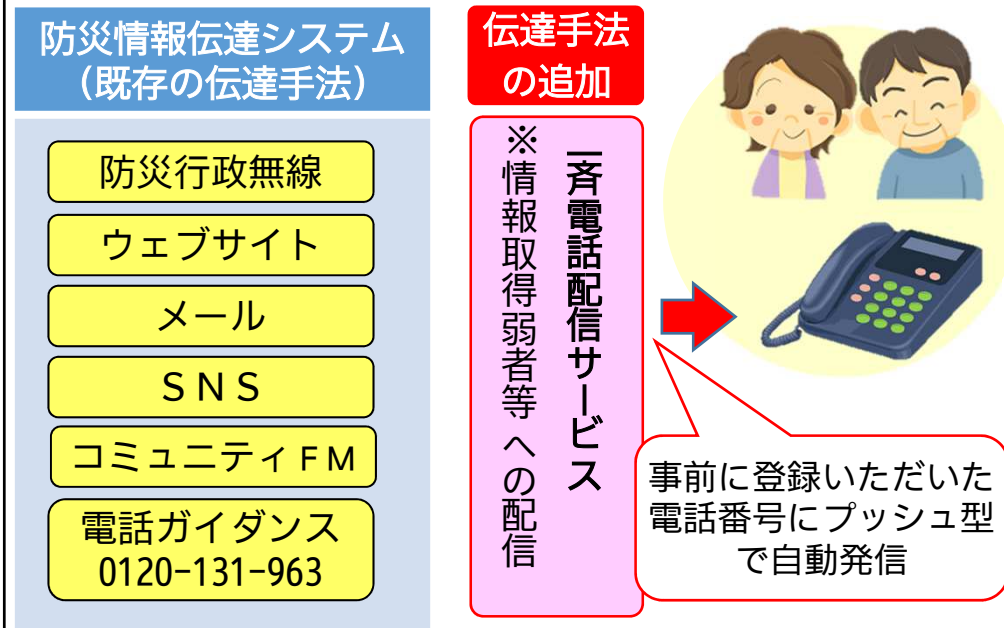 防災情報伝達システム
（既存の伝達手法）
防災行政無線
ウェブサイト
メール
ＳＮＳ
コミュニティＦＭ
電話ガイダンス
0120-131-963
伝達手法
の追加
一斉電話配信サービス
※情報取得弱者等への配信
事前に登録いただいた
電話番号にプッシュ型
で自動発信